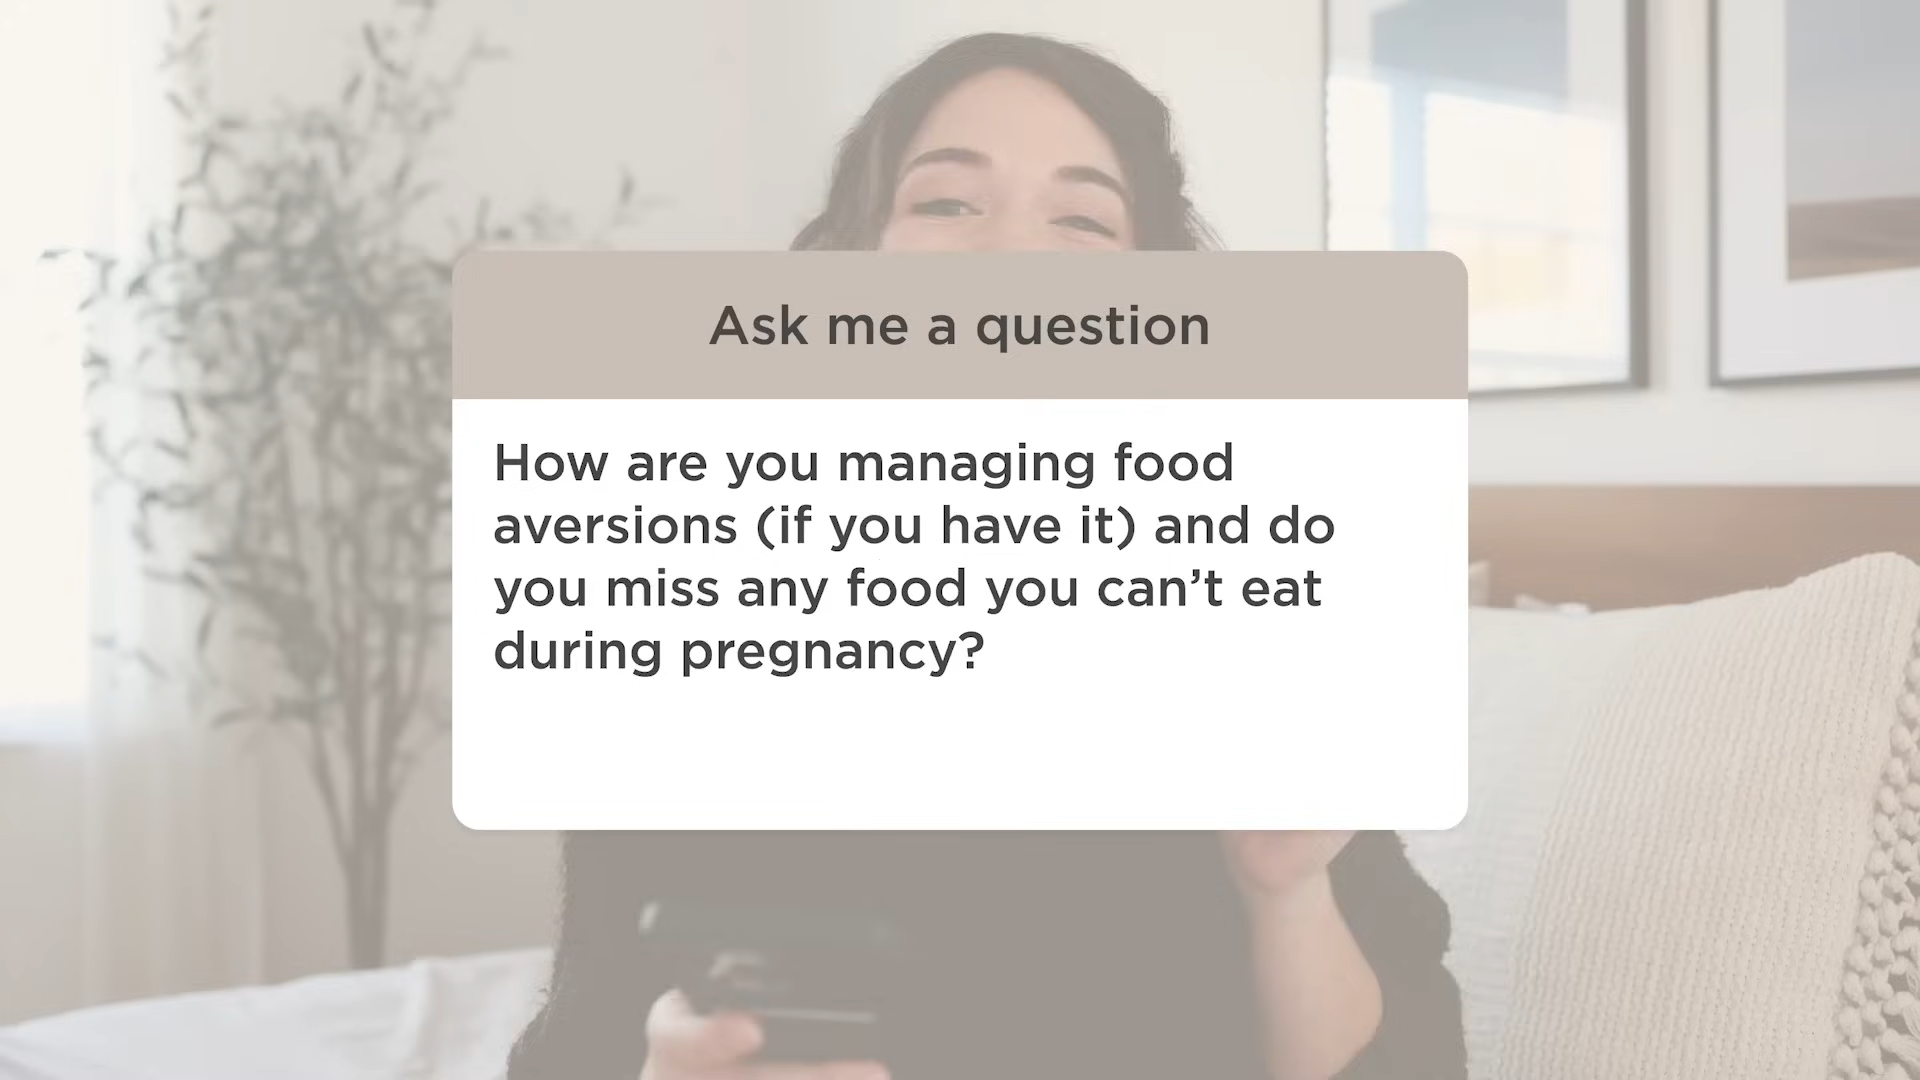 Ask me a question
How are you managing food
aversions (if you have it) and do
you miss any food you can’t eat
during pregnancy?